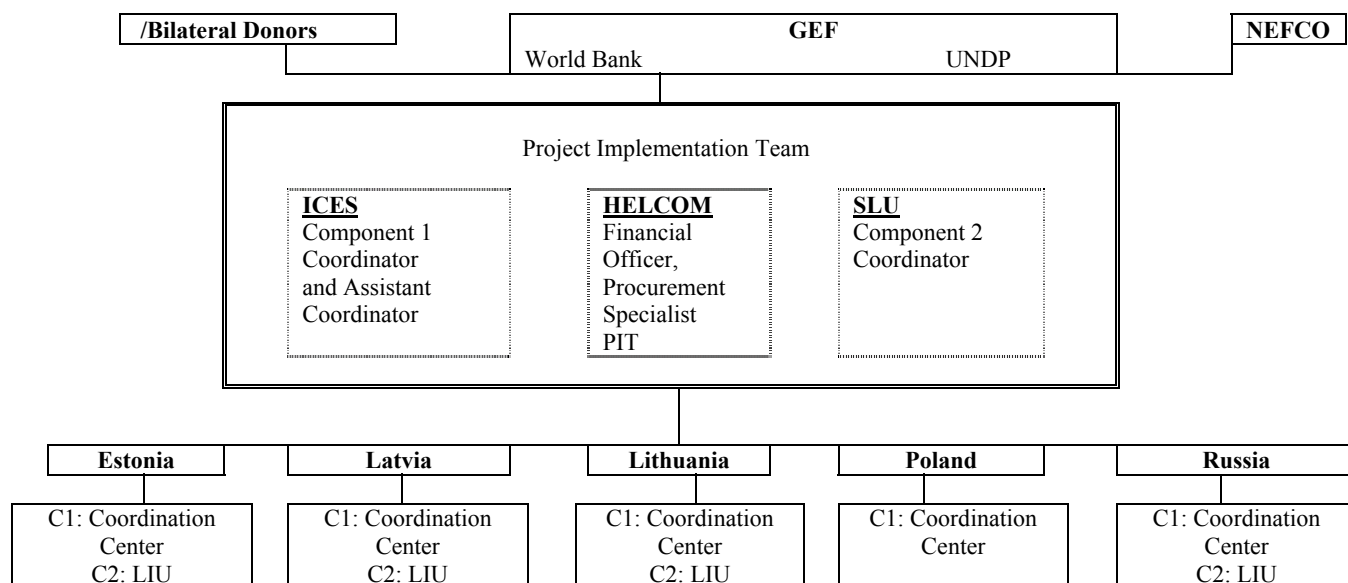 /Bilateral Donors
GEF
NEFCO
World Bank
UNDP
Project Implementation Team
ICES
Component 1
Coordinator
and Assistant
Coordinator
HELCOM
Financial
Officer,
Procurement
Specialist
PIT
SLU
Component 2
Coordinator
Estonia
Latvia
Lithuania
Poland
Russia
C1: Coordination
Center
C2: LIU
C1: Coordination
Center
C2: LIU
C1: Coordination
Center
C2: LIU
C1: Coordination
Center
C1: Coordination
Center
C2: LIU